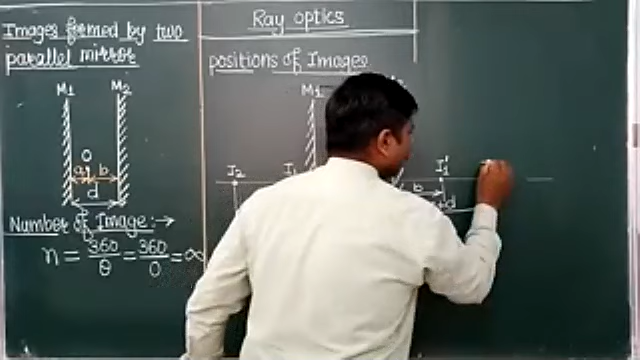 Ray optics
Images formed by two
parallel mirror
M1 M2
O
a b
d
Number of Image:→
n = 360/θ = 360/0 = ∞
positions of Images
M1
I2 I1 I1'
b
d